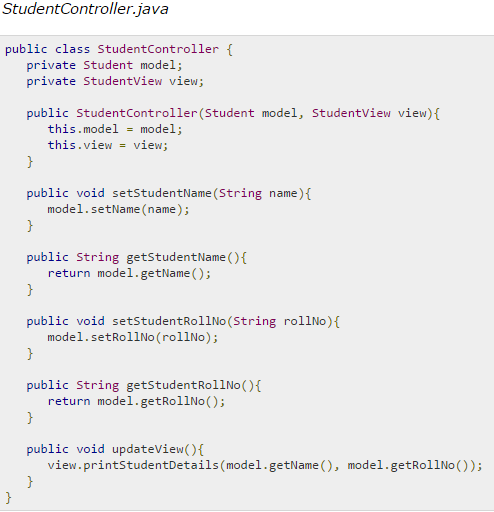 StudentController.java
public class StudentController {
private Student model;
private StudentView view;
public StudentController(Student model, StudentView view){
this.model = model;
this.view = view;
}
public void setStudentName(String name){
model.setName(name);
}
public String getStudentName(){
return model.getName();
}
public void setStudentRollNo(String rollNo){
model.setRollNo(rollNo);
}
public String getStudentRollNo(){
return model.getRollNo();
}
public void updateView(){
view.printStudentDetails(model.getName(), model.getRollNo());
}
}